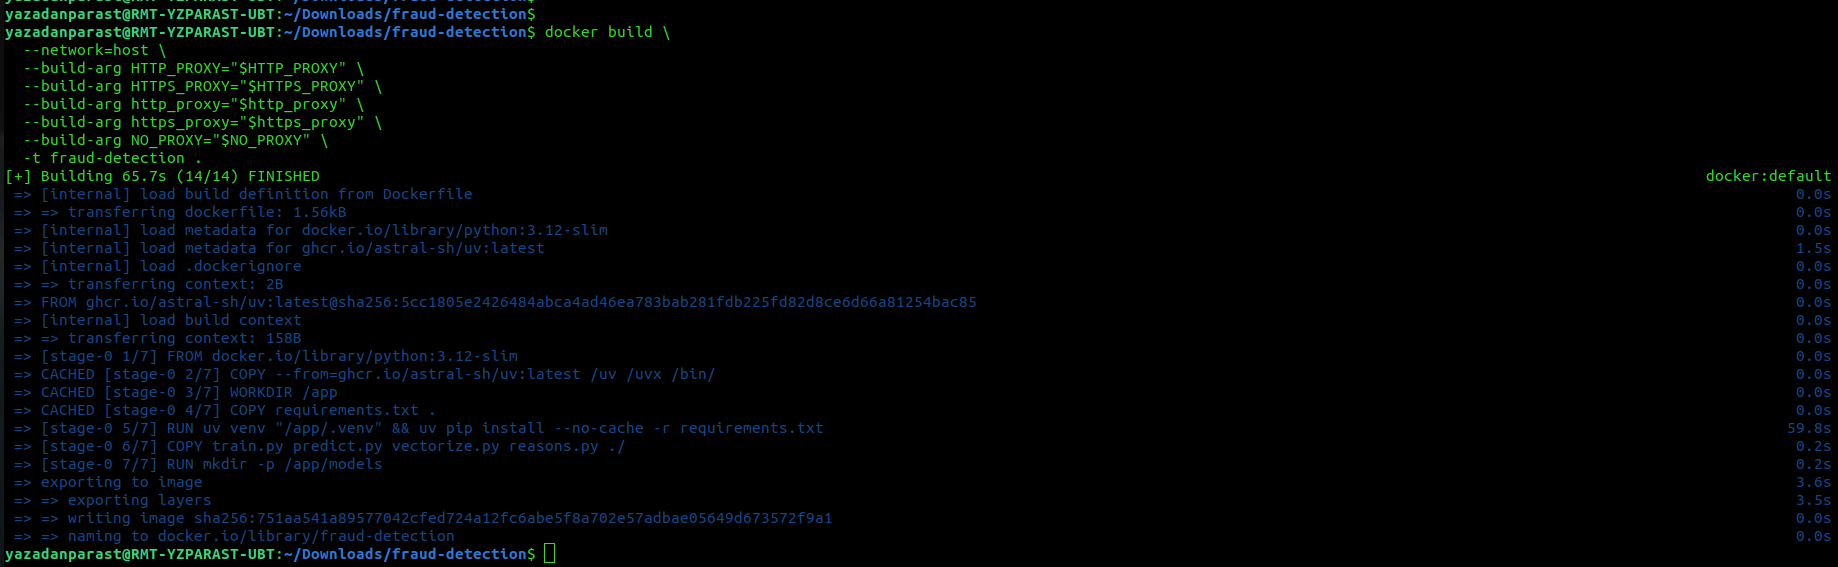 yazadanparast@RMT-YZPARAST-UBT:~/Downloads/fraud-detection$
yazadanparast@RMT-YZPARAST-UBT:~/Downloads/fraud-detection$ docker build \
  --network=host \
  --build-arg HTTP_PROXY="$HTTP_PROXY" \
  --build-arg HTTPS_PROXY="$HTTPS_PROXY" \
  --build-arg http_proxy="$http_proxy" \
  --build-arg https_proxy="$https_proxy" \
  --build-arg NO_PROXY="$NO_PROXY" \
  -t fraud-detection .
[+] Building 65.7s (14/14) FINISHED docker:default
 => [internal] load build definition from Dockerfile 0.0s
 => => transferring dockerfile: 1.56kB 0.0s
 => [internal] load metadata for docker.io/library/python:3.12-slim 0.0s
 => [internal] load metadata for ghcr.io/astral-sh/uv:latest 1.5s
 => [internal] load .dockerignore 0.0s
 => => transferring context: 2B 0.0s
 => FROM ghcr.io/astral-sh/uv:latest@sha256:5cc1805e2426484abca4ad46ea783bab281fdb225fd82d8ce6d66a81254bac85 0.0s
 => [internal] load build context 0.0s
 => => transferring context: 158B 0.0s
 => [stage-0 1/7] FROM docker.io/library/python:3.12-slim 0.0s
 => CACHED [stage-0 2/7] COPY --from=ghcr.io/astral-sh/uv:latest /uv /uvx /bin/ 0.0s
 => CACHED [stage-0 3/7] WORKDIR /app 0.0s
 => CACHED [stage-0 4/7] COPY requirements.txt . 0.0s
 => [stage-0 5/7] RUN uv venv "/app/.venv" && uv pip install --no-cache -r requirements.txt 59.8s
 => [stage-0 6/7] COPY train.py predict.py vectorize.py reasons.py ./ 0.2s
 => [stage-0 7/7] RUN mkdir -p /app/models 0.2s
 => exporting to image 3.6s
 => => exporting layers 3.5s
 => => writing image sha256:751aa541a89577042cfed724a12fc6abe5f8a702e57adbae05649d673572f9a1 0.0s
 => => naming to docker.io/library/fraud-detection 0.0s
yazadanparast@RMT-YZPARAST-UBT:~/Downloads/fraud-detection$